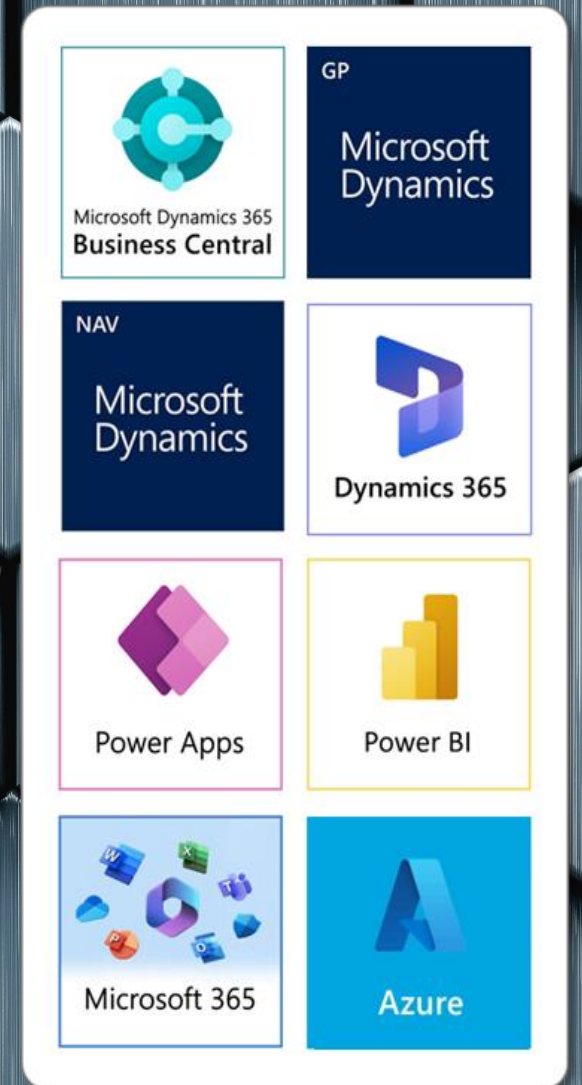 Microsoft Dynamics 365
Business Central
GP
Microsoft
Dynamics
NAV
Microsoft
Dynamics
Dynamics 365
Power Apps
Power BI
W
X
T
P
O
Microsoft 365
Azure